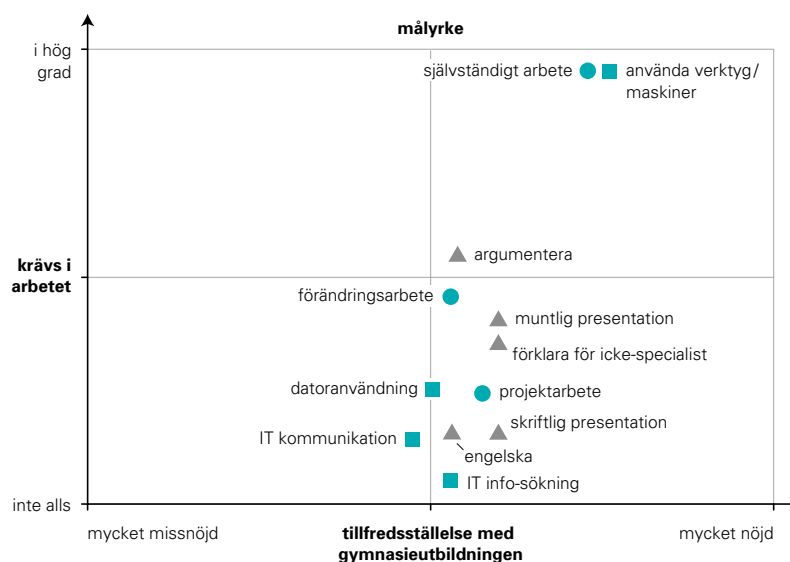 målyrke
i hög
grad
självständigt arbete
använda verktyg/
maskiner
argumentera
krävs i
arbetet
förändringsarbete
muntlig presentation
förklara för icke-specialist
datoranvändning
projektarbete
skriftlig presentation
IT kommunikation
engelska
IT info-sökning
inte alls
mycket missnöjd
tillfredsställelse med
gymnasieutbildningen
mycket nöjd